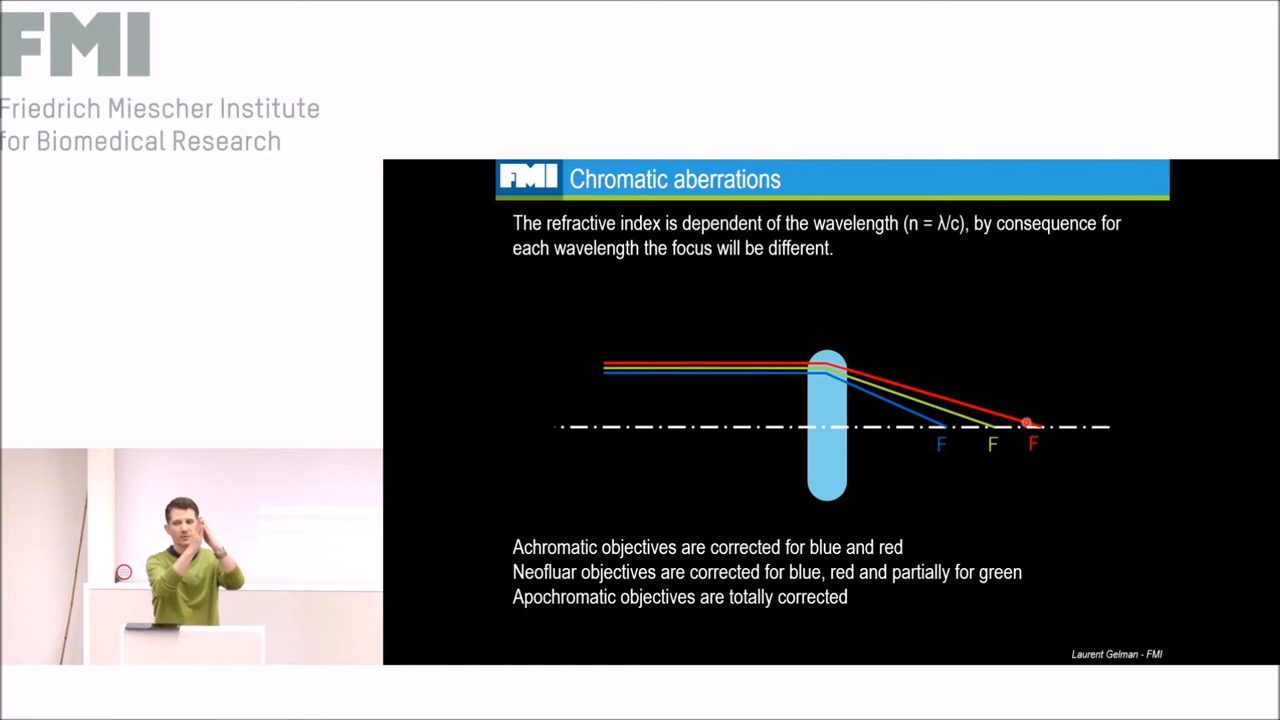 FMI
Friedrich Miescher Institute
for Biomedical Research
FMI Chromatic aberrations
The refractive index is dependent of the wavelength (n = λ/c), by consequence for
each wavelength the focus will be different.
F F F
Achromatic objectives are corrected for blue and red
Neofluar objectives are corrected for blue, red and partially for green
Apochromatic objectives are totally corrected
Laurent Gelman - FMI